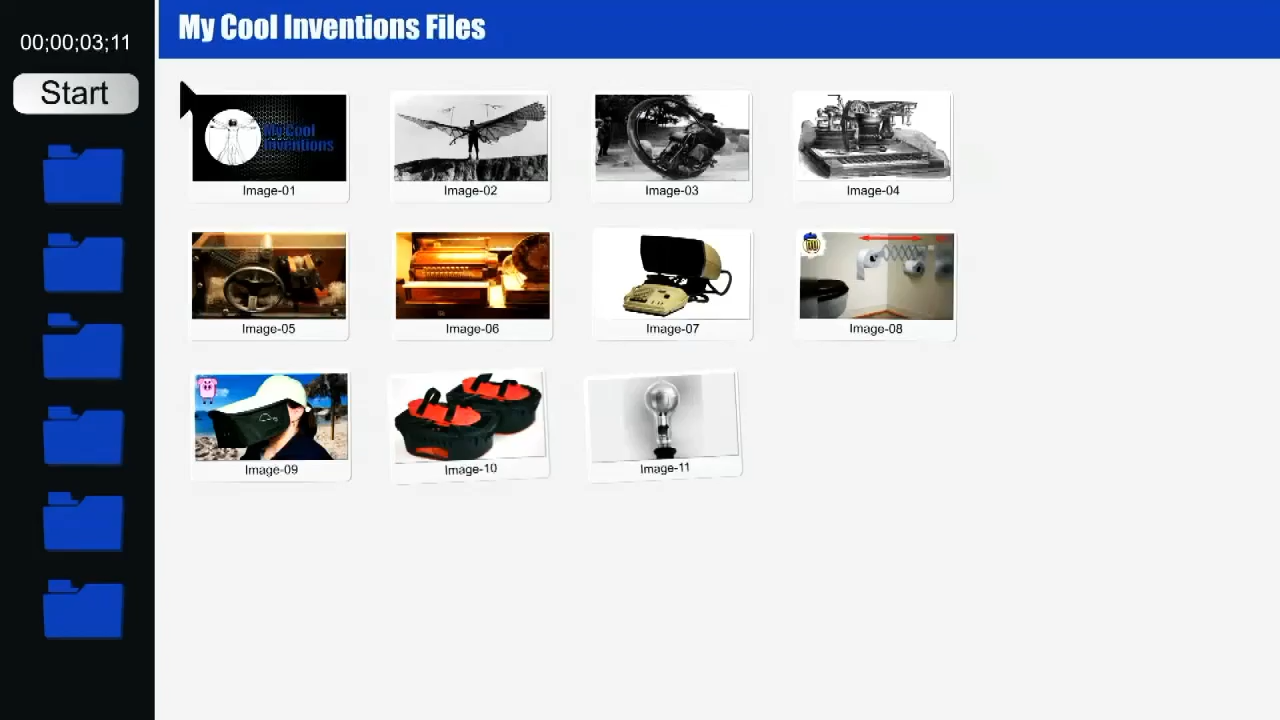 00;00;03;11
Start
My Cool Inventions Files
My Cool
Inventions
Image-01
Image-02
Image-03
Image-04
Image-05
Image-06
Image-07
Image-08
Image-09
Image-10
Image-11